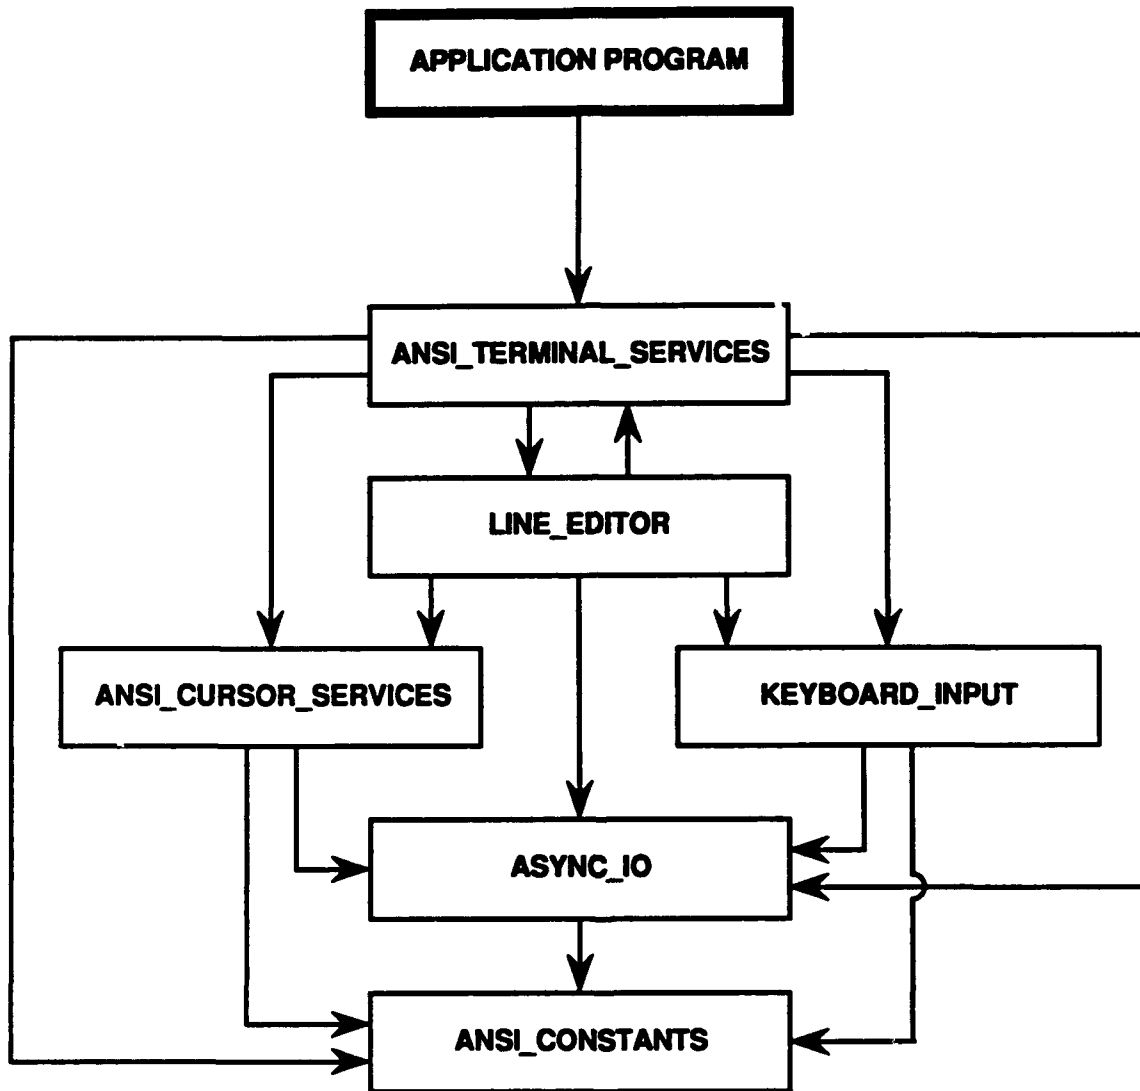 APPLICATION PROGRAM
ANSI_TERMINAL_SERVICES
LINE_EDITOR
ANSI_CURSOR_SERVICES
KEYBOARD_INPUT
ASYNC_IO
ANSI_CONSTANTS